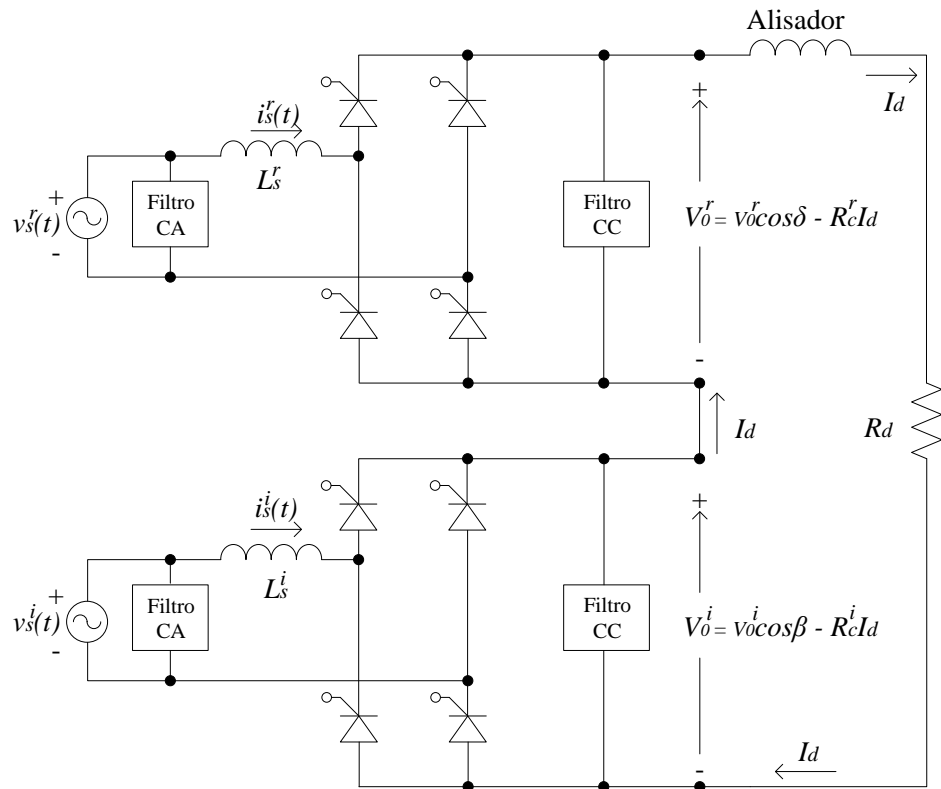 Alisador
+
I_d
i_s^r(t)
L_s^r
+
v_s^r(t)
-
Filtro
CA
Filtro
CC
V_0^r = v_0^r cosδ - R_c^r I_d
-
I_d
R_d
i_s^i(t)
L_s^i
+
+
v_s^i(t)
-
Filtro
CA
Filtro
CC
V_0^i = v_0^i cosβ - R_c^i I_d
-
I_d